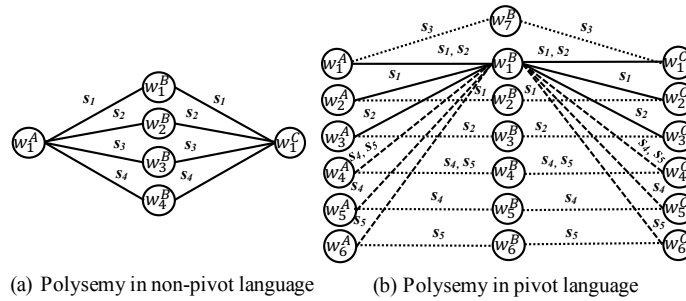 w₇ᴮ
s₃ s₃
w₁ᴬ s₁, s₂ w₁ᴮ s₁, s₂ w₁ꟲ
w₂ᴬ s₁ w₂ᴮ s₁ s₁ w₂ꟲ
s₂ s₂
w₃ᴬ s₂ w₃ᴮ s₂ w₃ꟲ
s₄, s₅ s₄, s₅
w₄ᴬ s₄, s₅ w₄ᴮ s₄, s₅ w₄ꟲ
s₄ s₄
w₅ᴬ s₄ w₅ᴮ s₄ w₅ꟲ
s₅ s₅
w₆ᴬ s₅ w₆ᴮ s₅ w₆ꟲ
w₁ᴮ
s₁ s₁
s₂ w₂ᴮ s₂
w₁ᴬ w₁ꟲ
s₃ w₃ᴮ s₃
s₄ s₄
w₄ᴮ
(a) Polysemy in non-pivot language
(b) Polysemy in pivot language